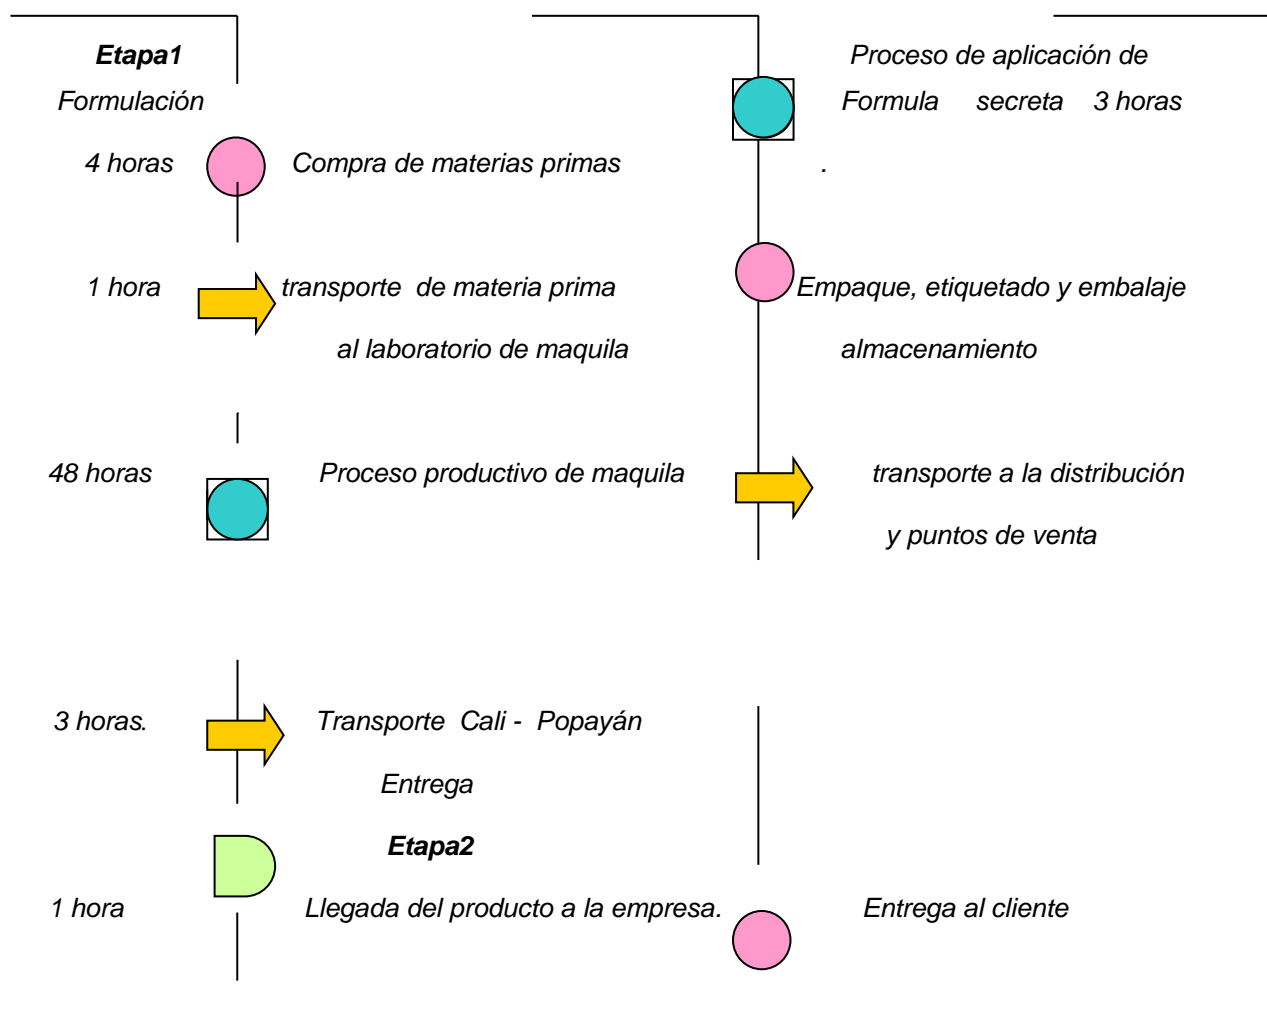 Etapa1
Formulación
4 horas Compra de materias primas
1 hora transporte de materia prima
al laboratorio de maquila
48 horas Proceso productivo de maquila
3 horas. Transporte Cali - Popayán
Entrega
Etapa2
1 hora Llegada del producto a la empresa.
Proceso de aplicación de
Formula secreta 3 horas
.
Empaque, etiquetado y embalaje
almacenamiento
transporte a la distribución
y puntos de venta
Entrega al cliente